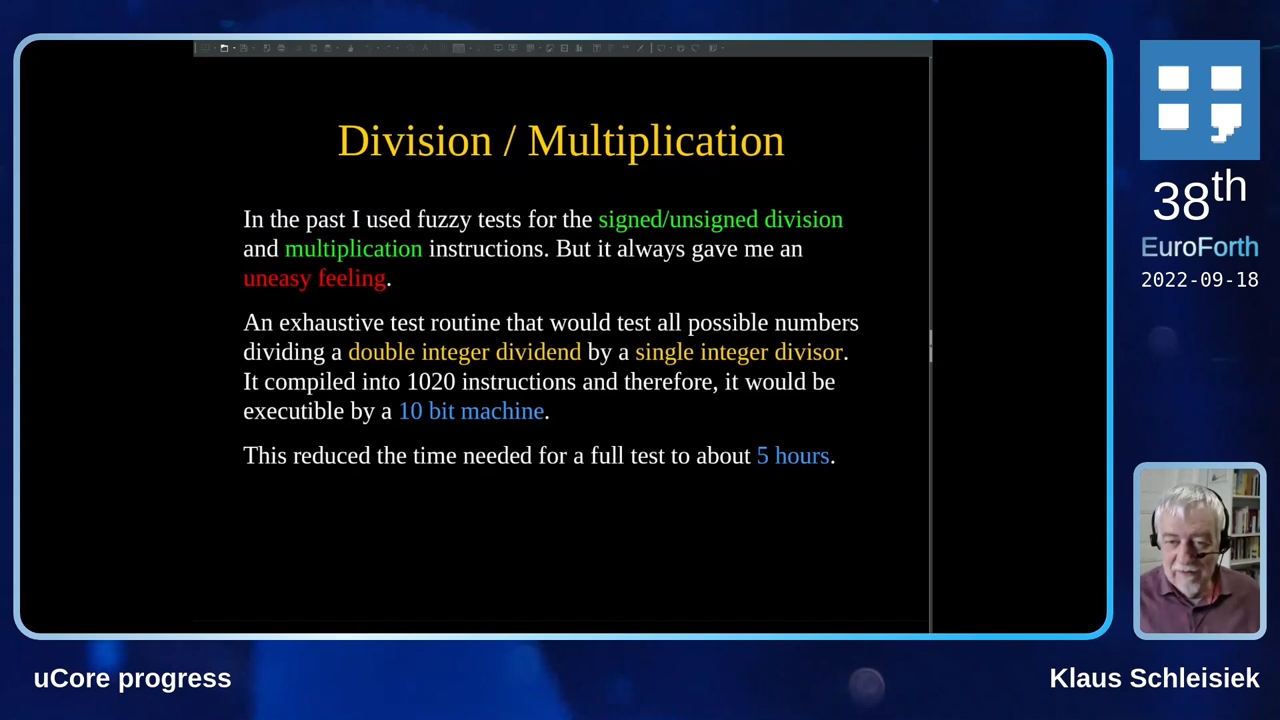 Division / Multiplication
In the past I used fuzzy tests for the signed/unsigned division
and multiplication instructions. But it always gave me an
uneasy feeling.
An exhaustive test routine that would test all possible numbers
dividing a double integer dividend by a single integer divisor.
It compiled into 1020 instructions and therefore, it would be
executible by a 10 bit machine.
This reduced the time needed for a full test to about 5 hours.
38th
EuroForth
2022-09-18
uCore progress
Klaus Schleisiek